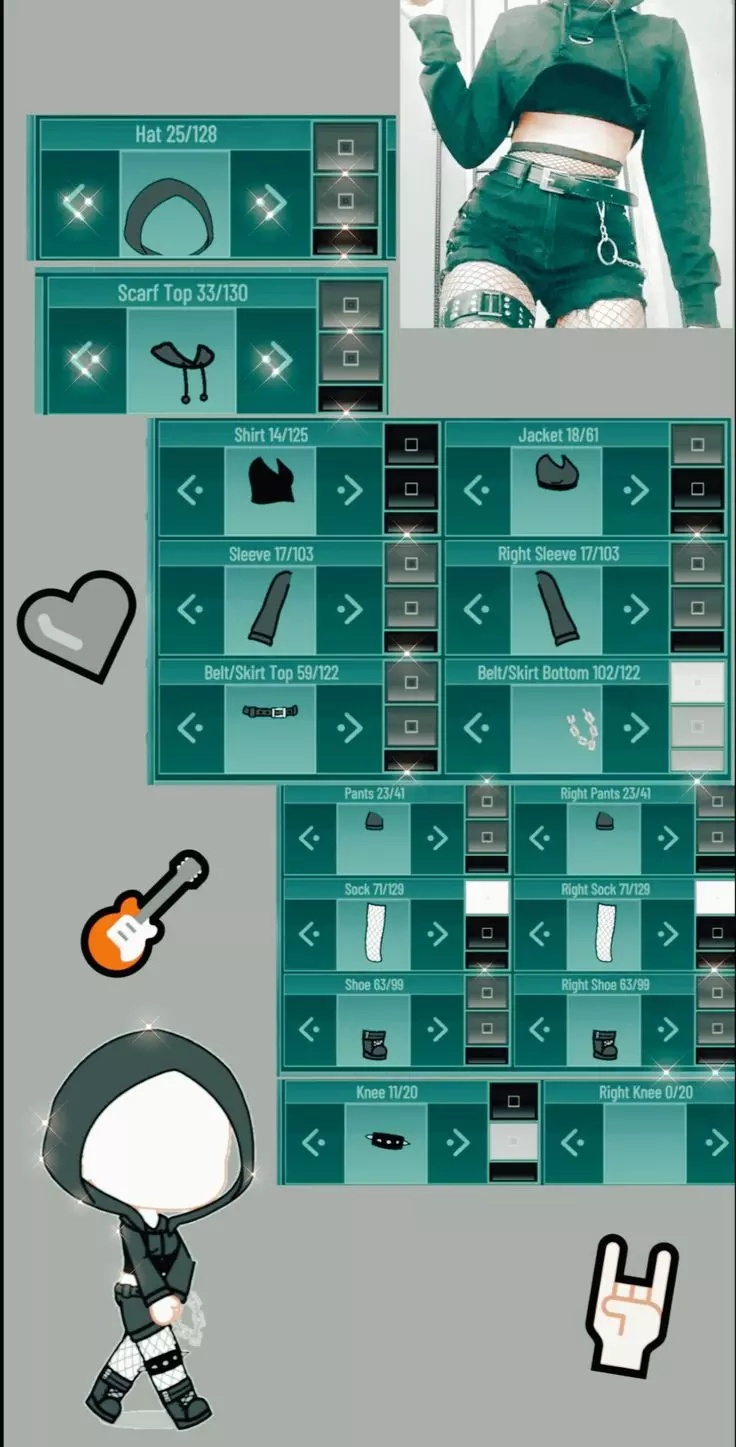 Hat 25/128
Scarf Top 33/130
Shirt 14/125
Jacket 18/61
Sleeve 17/103
Right Sleeve 17/103
Belt/Skirt Top 59/122
Belt/Skirt Bottom 102/122
Pants 23/41
Right Pants 23/41
Sock 71/129
Right Sock 71/129
Shoe 63/99
Right Shoe 63/99
Knee 11/20
Right Knee 0/20